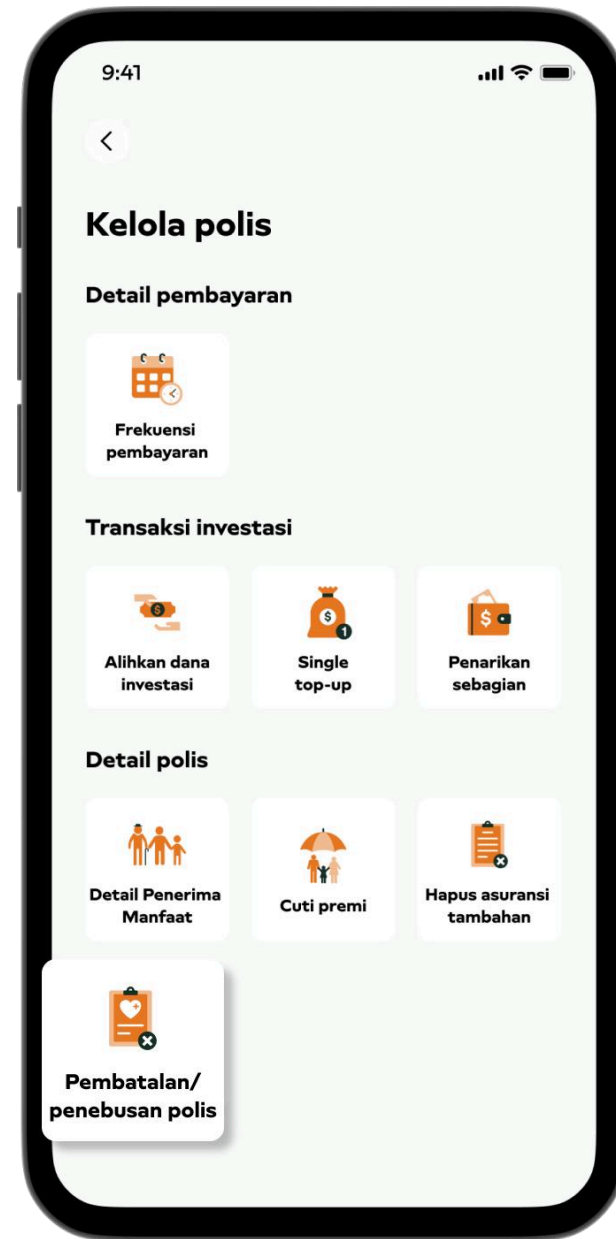 9:41
Kelola polis
Detail pembayaran
Frekuensi
pembayaran
Transaksi investasi
Alihkan dana
investasi
Single
top-up
Penarikan
sebagian
Detail polis
Detail Penerima
Manfaat
Cuti premi
Hapus asuransi
tambahan
Pembatalan/
penebusan polis